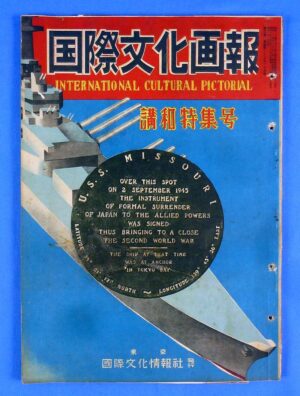 国際文化画報
INTERNATIONAL CULTURAL PICTORIAL
講和特集号
U.S.S. MISSOURI
OVER THIS SPOT
ON 2 SEPTEMBER 1945
THE INSTRUMENT
OF FORMAL SURRENDER
OF JAPAN TO THE ALLIED POWERS
WAS SIGNED
THUS BRINGING TO A CLOSE
THE SECOND WORLD WAR
THE SHIP AT THAT TIME
WAS AT ANCHOR
IN TOKYO BAY
LATITUDE NORTH — LONGITUDE
東京
國際文化情報社